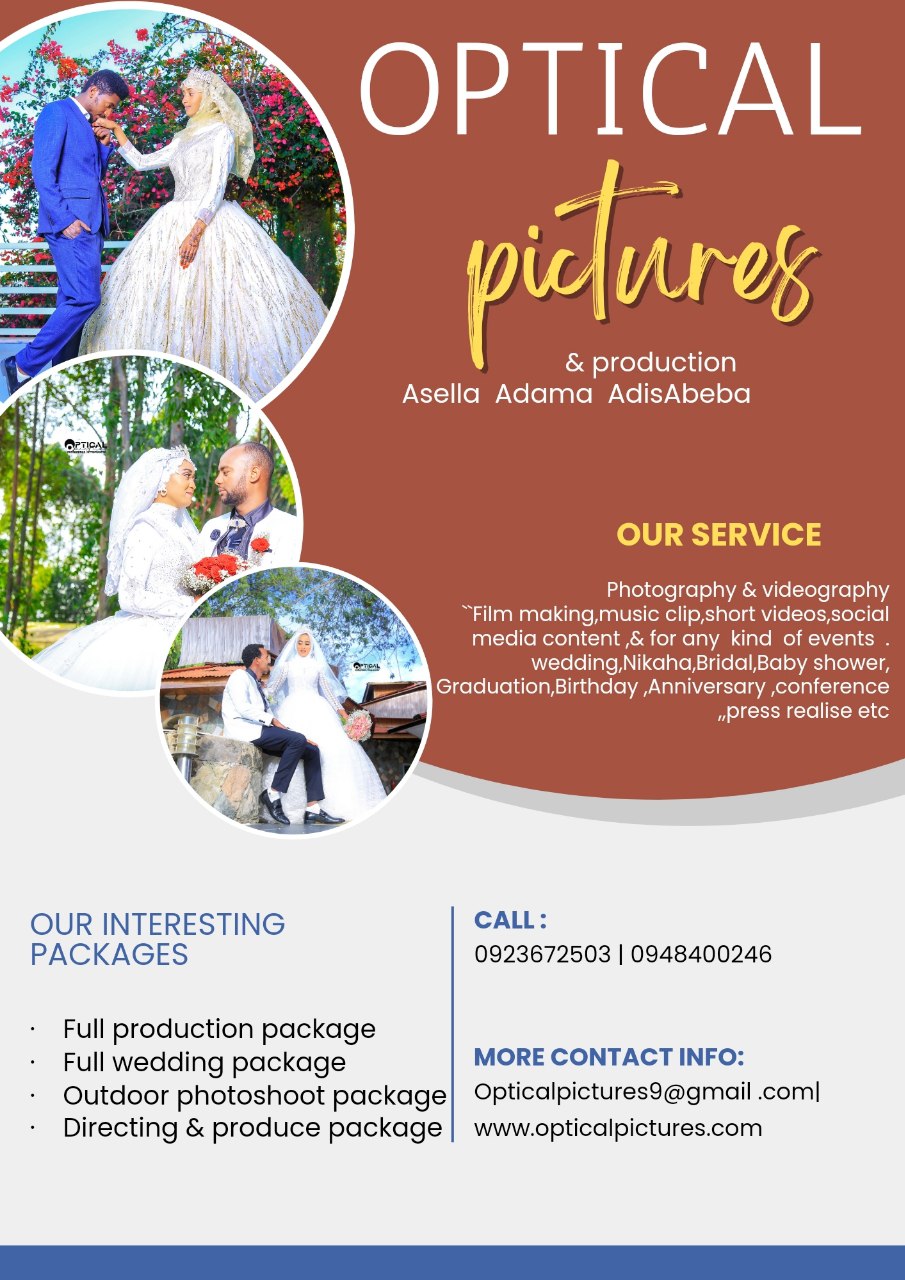 OPTICAL
pictures
& production
Asella Adama AdisAbeba
OPTICAL
OPTICAL
OUR SERVICE
Photography & videography
``Film making,music clip,short videos,social
media content ,& for any kind of events .
wedding,Nikaha,Bridal,Baby shower,
Graduation,Birthday ,Anniversary ,conference
,,press realise etc
OUR INTERESTING
PACKAGES
· Full production package
· Full wedding package
· Outdoor photoshoot package
· Directing & produce package
CALL :
0923672503 | 0948400246
MORE CONTACT INFO:
Opticalpictures9@gmail .com|
www.opticalpictures.com